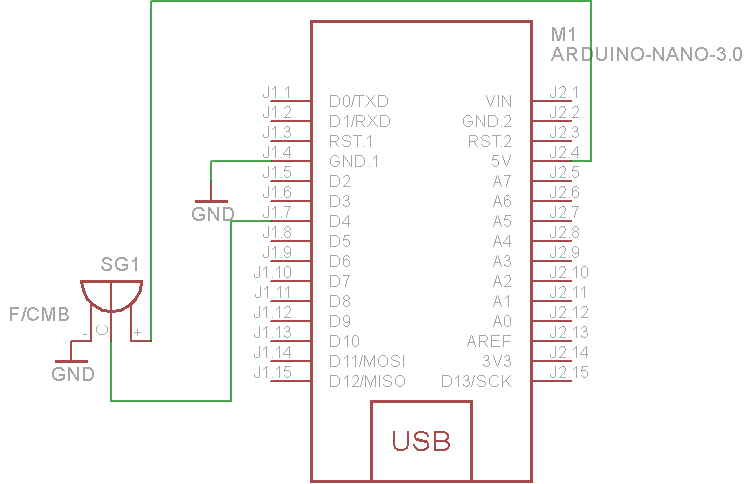 M1
ARDUINO-NANO-3.0
J1.1 D0/TXD VIN J2.1
J1.2 D1/RXD GND.2 J2.2
J1.3 RST.1 RST.2 J2.3
J1.4 GND.1 5V J2.4
J1.5 D2 A7 J2.5
J1.6 D3 A6 J2.6
GND
J1.7 D4 A5 J2.7
J1.8 D5 A4 J2.8
J1.9 D6 A3 J2.9
SG1
J1.10 D7 A2 J2.10
J1.11 D8 A1 J2.11
F/CMB
J1.12 D9 A0 J2.12
- C +
J1.13 D10 AREF J2.13
J1.14 D11/MOSI 3V3 J2.14
GND
J1.15 D12/MISO D13/SCK J2.15
USB